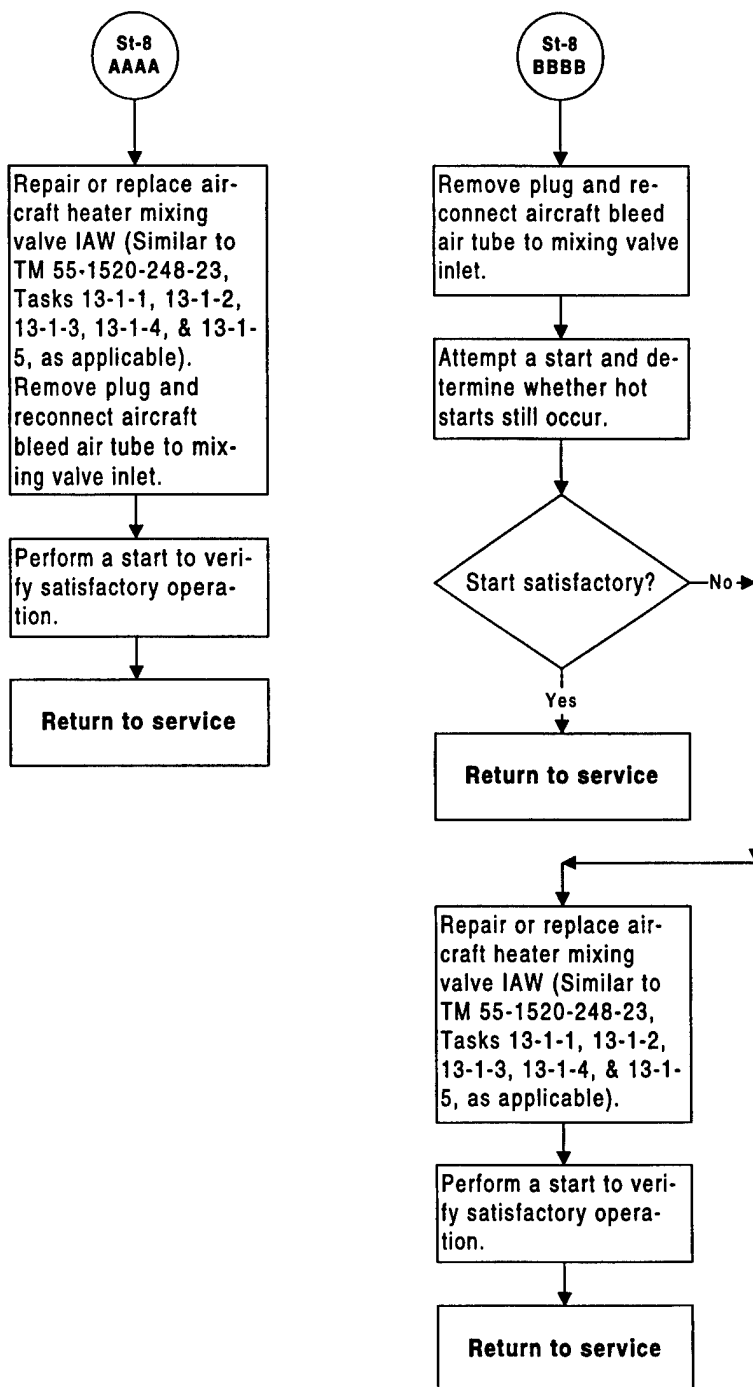 St-8
AAAA
Repair or replace air-
craft heater mixing
valve IAW (Similar to
TM 55-1520-248-23,
Tasks 13-1-1, 13-1-2,
13-1-3, 13-1-4, & 13-1-
5, as applicable).
Remove plug and
reconnect aircraft
bleed air tube to mix-
ing valve inlet.
Perform a start to veri-
fy satisfactory opera-
tion.
Return to service
St-8
BBBB
Remove plug and re-
connect aircraft bleed
air tube to mixing valve
inlet.
Attempt a start and de-
termine whether hot
starts still occur.
Start satisfactory?
No
Yes
Return to service
Repair or replace air-
craft heater mixing
valve IAW (Similar to
TM 55-1520-248-23,
Tasks 13-1-1, 13-1-2,
13-1-3, 13-1-4, & 13-1-
5, as applicable).
Perform a start to veri-
fy satisfactory opera-
tion.
Return to service